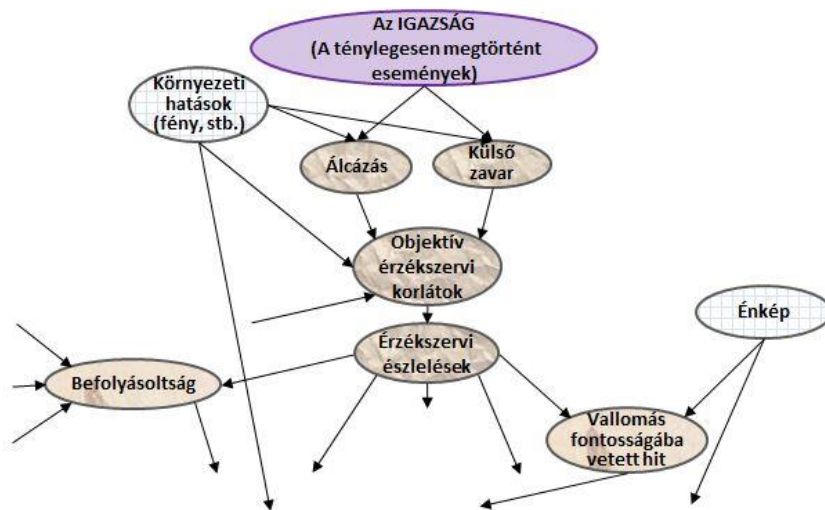 Az IGAZSÁG
(A ténylegesen megtörtént
események)
Környezeti
hatások
(fény, stb.)
Álcázás
Külső
zavar
Objektív
érzékszervi
korlátok
Énkép
Érzékszervi
észlelések
Befolyásoltság
Vallomás
fontosságába
vetett hit